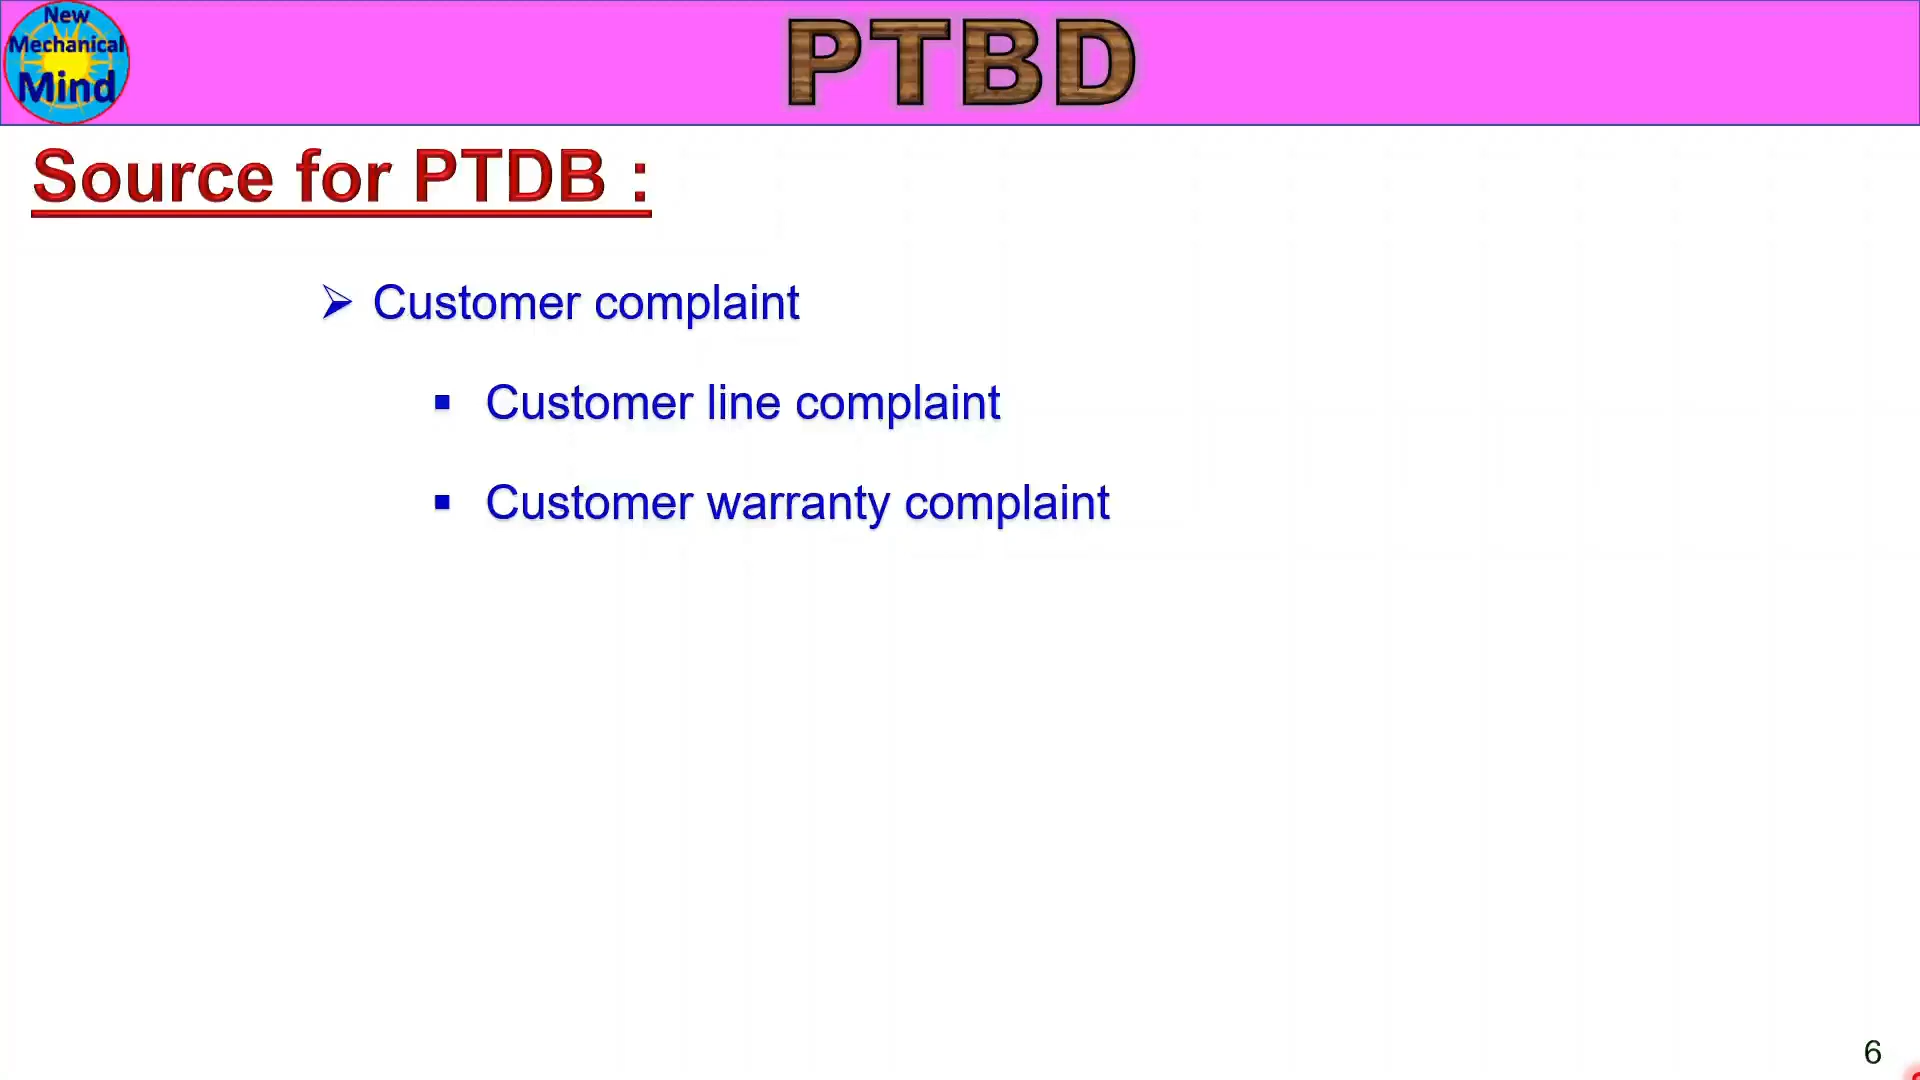 New
Mechanical
Mind
PTBD
Source for PTDB :
Customer complaint
Customer line complaint
Customer warranty complaint
6